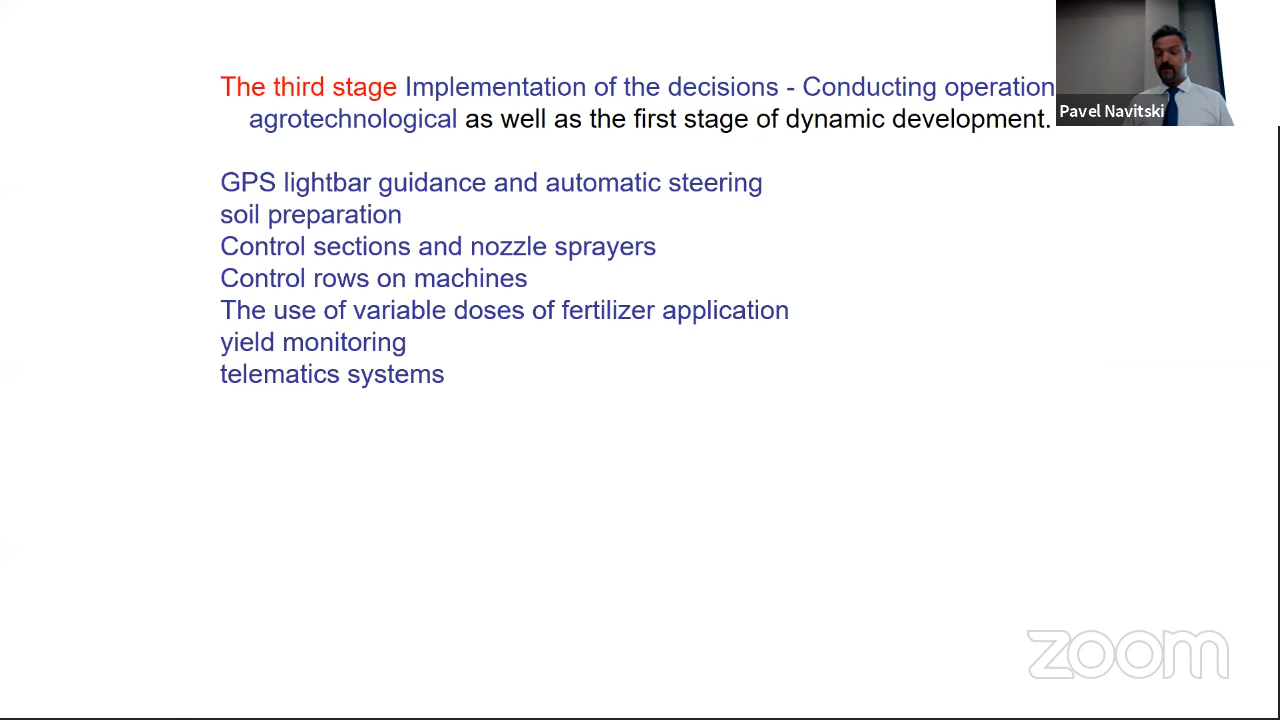 The third stage Implementation of the decisions - Conducting operation
agrotechnological as well as the first stage of dynamic development.
Pavel Navitski
GPS lightbar guidance and automatic steering
soil preparation
Control sections and nozzle sprayers
Control rows on machines
The use of variable doses of fertilizer application
yield monitoring
telematics systems
zoom